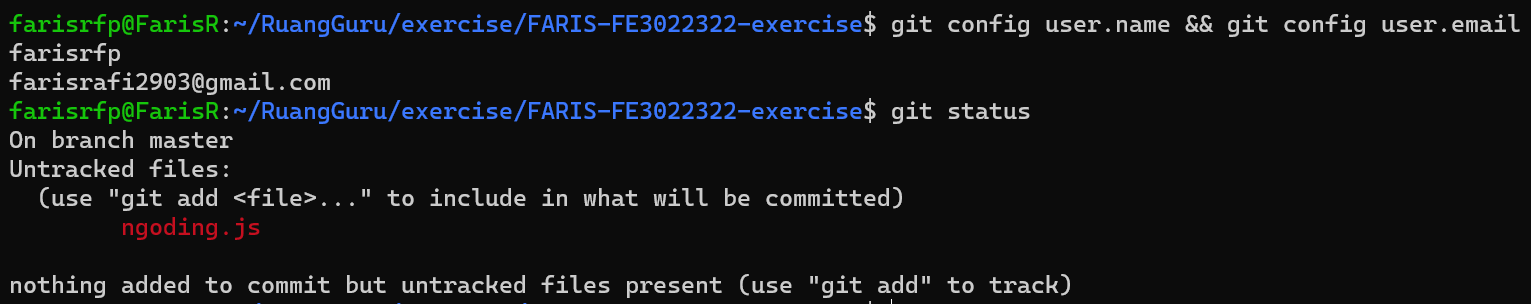 farisrfp@FarisR:~/RuangGuru/exercise/FARIS-FE3022322-exercise$ git config user.name && git config user.email
farisrfp
farisrafi2903@gmail.com
farisrfp@FarisR:~/RuangGuru/exercise/FARIS-FE3022322-exercise$ git status
On branch master
Untracked files:
  (use "git add <file>..." to include in what will be committed)
        ngoding.js

nothing added to commit but untracked files present (use "git add" to track)